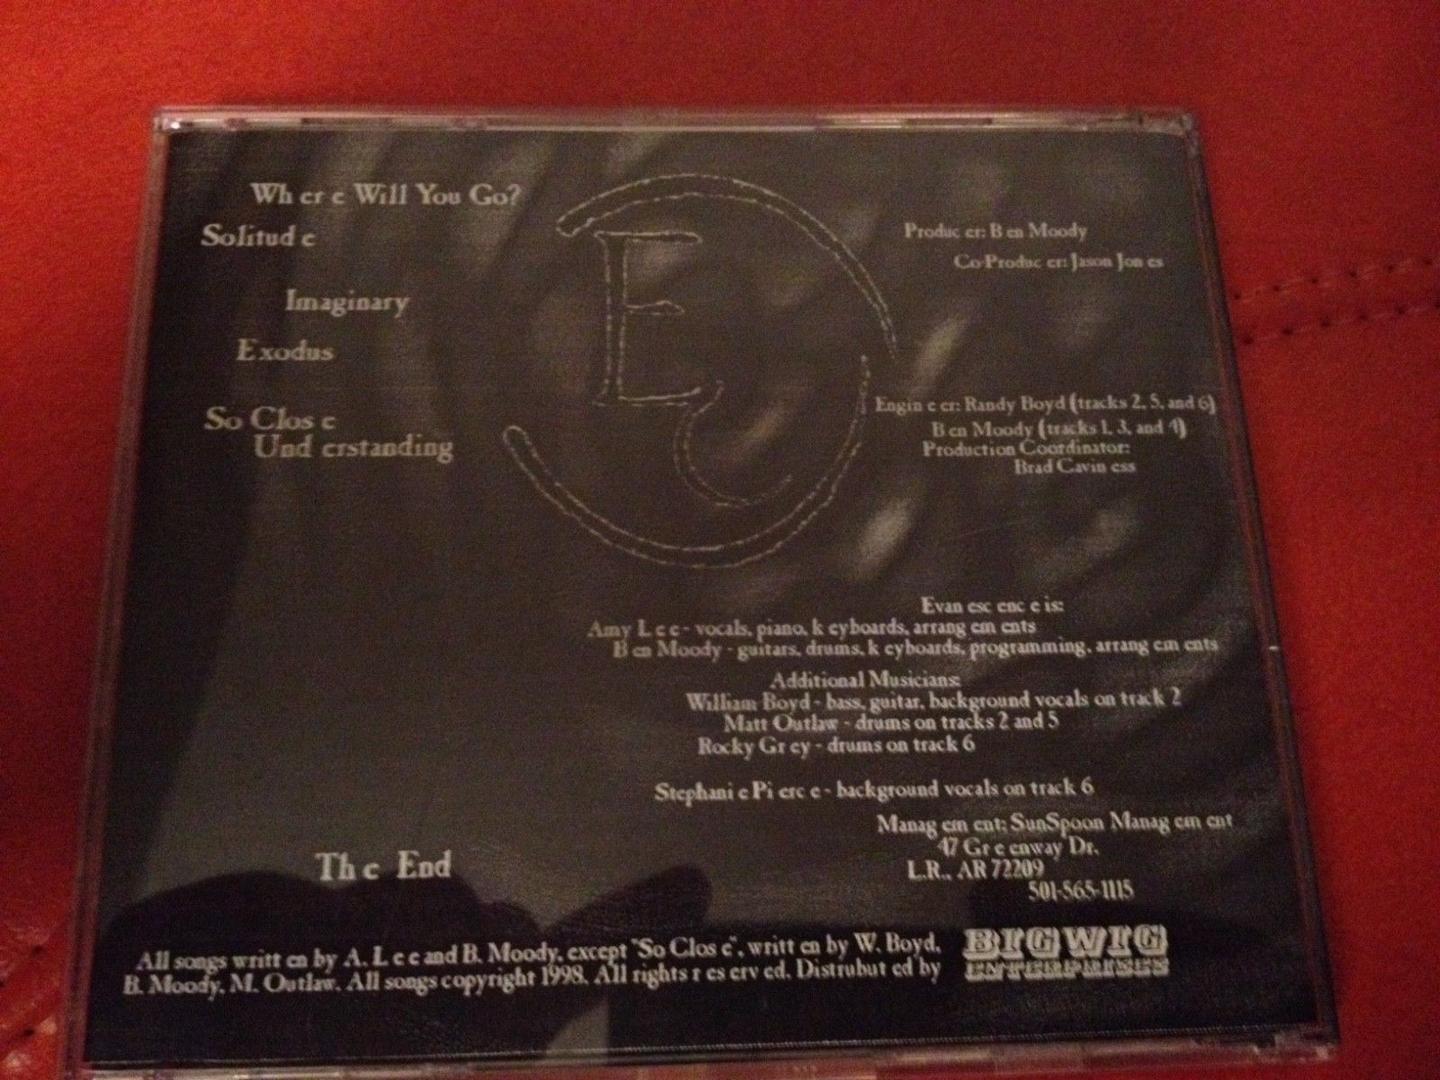 Where Will You Go?
Solitude
Imaginary
Exodus
So Close
Understanding
The End
E
Producer: Ben Moody
Co-Producer: Jason Jones
Engineer: Randy Boyd (tracks 2, 5, and 6)
Ben Moody (tracks 1, 3, and 4)
Production Coordinator:
Brad Caviness
Evanescence is:
Amy Lee - vocals, piano, keyboards, arrangements
Ben Moody - guitars, drums, keyboards, programming, arrangements
Additional Musicians:
William Boyd - bass, guitar, background vocals on track 2
Matt Outlaw - drums on tracks 2 and 5
Rocky Grey - drums on track 6
Stephanie Pierce - background vocals on track 6
Management: SunSpoon Management
47 Greenway Dr.
L.R., AR 72209
501-565-1115
All songs written by A. Lee and B. Moody, except "So Close", written by W. Boyd,
B. Moody, M. Outlaw. All songs copyright 1998. All rights reserved. Distrubuted by
BIGWIG
ENTERPRISES